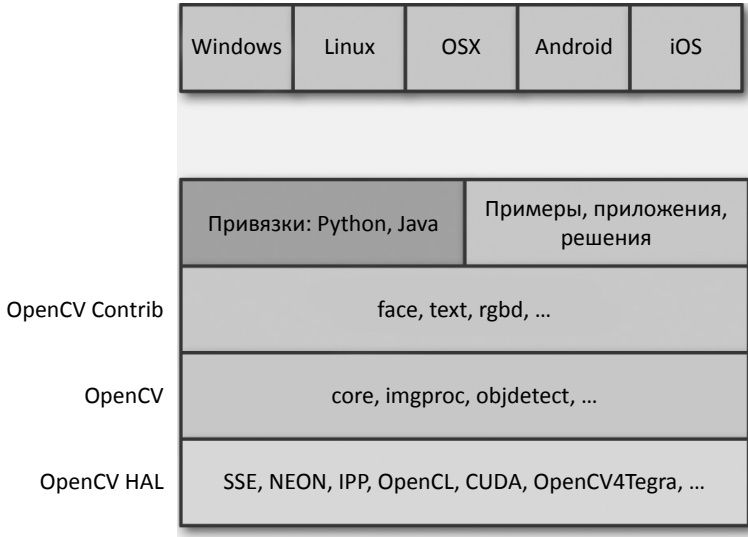 Windows
Linux
OSX
Android
iOS
Привязки: Python, Java
Примеры, приложения,
решения
OpenCV Contrib
face, text, rgbd, …
OpenCV
core, imgproc, objdetect, …
OpenCV HAL
SSE, NEON, IPP, OpenCL, CUDA, OpenCV4Tegra, …